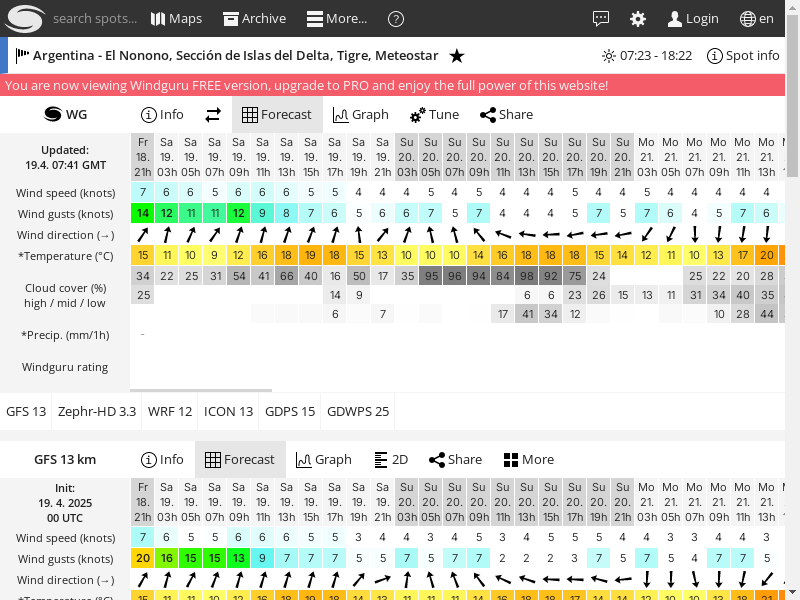 search spots... Maps Archive More... ? Login en
Argentina - El Nonono, Sección de Islas del Delta, Tigre, Meteostar ★ 07:23 - 18:22 Spot info
You are now viewing Windguru FREE version, upgrade to PRO and enjoy the full power of this website!
WG Info Forecast Graph Tune Share
Updated:
19.4. 07:41 GMT
Fr Sa Sa Sa Sa Sa Sa Sa Sa Sa Sa Su Su Su Su Su Su Su Su Su Su Mo Mo Mo Mo Mo Mo
18. 19. 19. 19. 19. 19. 19. 19. 19. 19. 19. 20. 20. 20. 20. 20. 20. 20. 20. 20. 20. 21. 21. 21. 21. 21. 21.
21h 03h 05h 07h 09h 11h 13h 15h 17h 19h 21h 03h 05h 07h 09h 11h 13h 15h 17h 19h 21h 03h 05h 07h 09h 11h 13h
Wind speed (knots) 7 6 6 5 6 6 6 5 5 4 4 4 5 4 5 4 4 4 5 4 4 5 4 4 4 4 4
Wind gusts (knots) 14 12 11 11 12 9 8 7 6 5 6 6 7 5 7 4 4 4 5 7 5 7 6 4 5 7 6
Wind direction (→)
*Temperature (°C) 15 11 10 9 12 16 18 19 18 15 13 10 10 10 14 16 18 18 18 15 14 12 11 10 13 17 20
Cloud cover (%)
high / mid / low
34 22 25 31 54 41 66 40 16 50 17 35 95 96 94 84 98 92 75 24 25 22 20 28
25 14 9 6 6 23 26 15 13 11 31 34 40 35
6 7 17 41 34 12 10 28 44
*Precip. (mm/1h) -
Windguru rating
GFS 13 Zephr-HD 3.3 WRF 12 ICON 13 GDPS 15 GDWPS 25
GFS 13 km Info Forecast Graph 2D Share More
Init:
19. 4. 2025
00 UTC
Fr Sa Sa Sa Sa Sa Sa Sa Sa Sa Sa Su Su Su Su Su Su Su Su Su Su Mo Mo Mo Mo Mo Mo
18. 19. 19. 19. 19. 19. 19. 19. 19. 19. 19. 20. 20. 20. 20. 20. 20. 20. 20. 20. 20. 21. 21. 21. 21. 21. 21.
21h 03h 05h 07h 09h 11h 13h 15h 17h 19h 21h 03h 05h 07h 09h 11h 13h 15h 17h 19h 21h 03h 05h 07h 09h 11h 13h
Wind speed (knots) 7 6 5 5 6 6 6 5 5 3 4 4 3 4 5 3 4 5 5 5 4 4 3 3 4 4 3
Wind gusts (knots) 20 16 15 15 13 9 7 7 7 5 5 7 5 7 7 2 2 2 3 7 5 7 5 4 7 7 5
Wind direction (→)